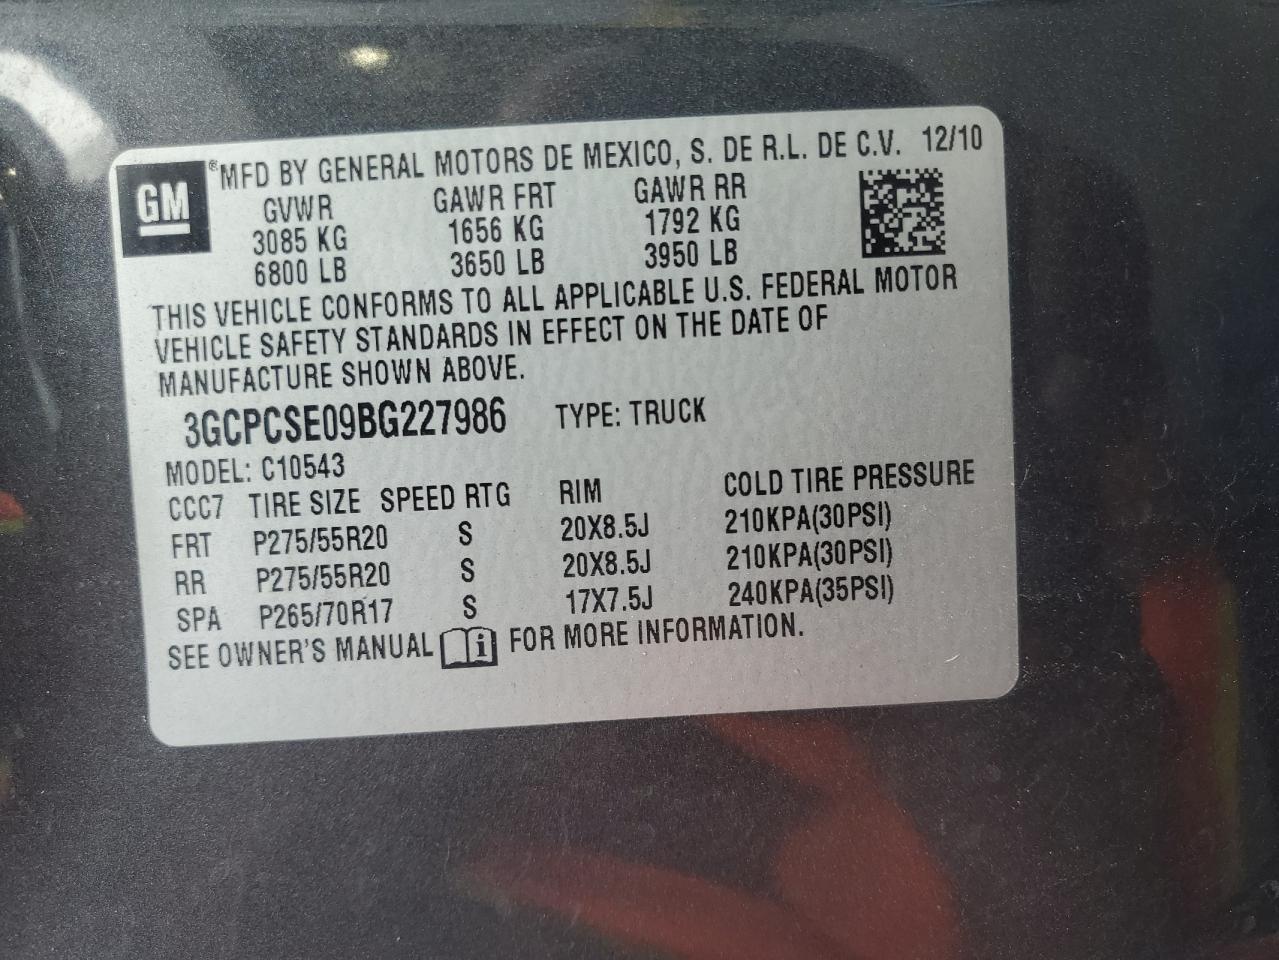 GM ® MFD BY GENERAL MOTORS DE MEXICO, S. DE R.L. DE C.V. 12/10
GVWR GAWR FRT GAWR RR
3085 KG 1656 KG 1792 KG
6800 LB 3650 LB 3950 LB
THIS VEHICLE CONFORMS TO ALL APPLICABLE U.S. FEDERAL MOTOR
VEHICLE SAFETY STANDARDS IN EFFECT ON THE DATE OF
MANUFACTURE SHOWN ABOVE.
3GCPCSE09BG227986 TYPE: TRUCK
MODEL: C10543
CCC7 TIRE SIZE SPEED RTG RIM COLD TIRE PRESSURE
FRT P275/55R20 S 20X8.5J 210KPA(30PSI)
RR P275/55R20 S 20X8.5J 210KPA(30PSI)
SPA P265/70R17 S 17X7.5J 240KPA(35PSI)
SEE OWNER'S MANUAL i FOR MORE INFORMATION.